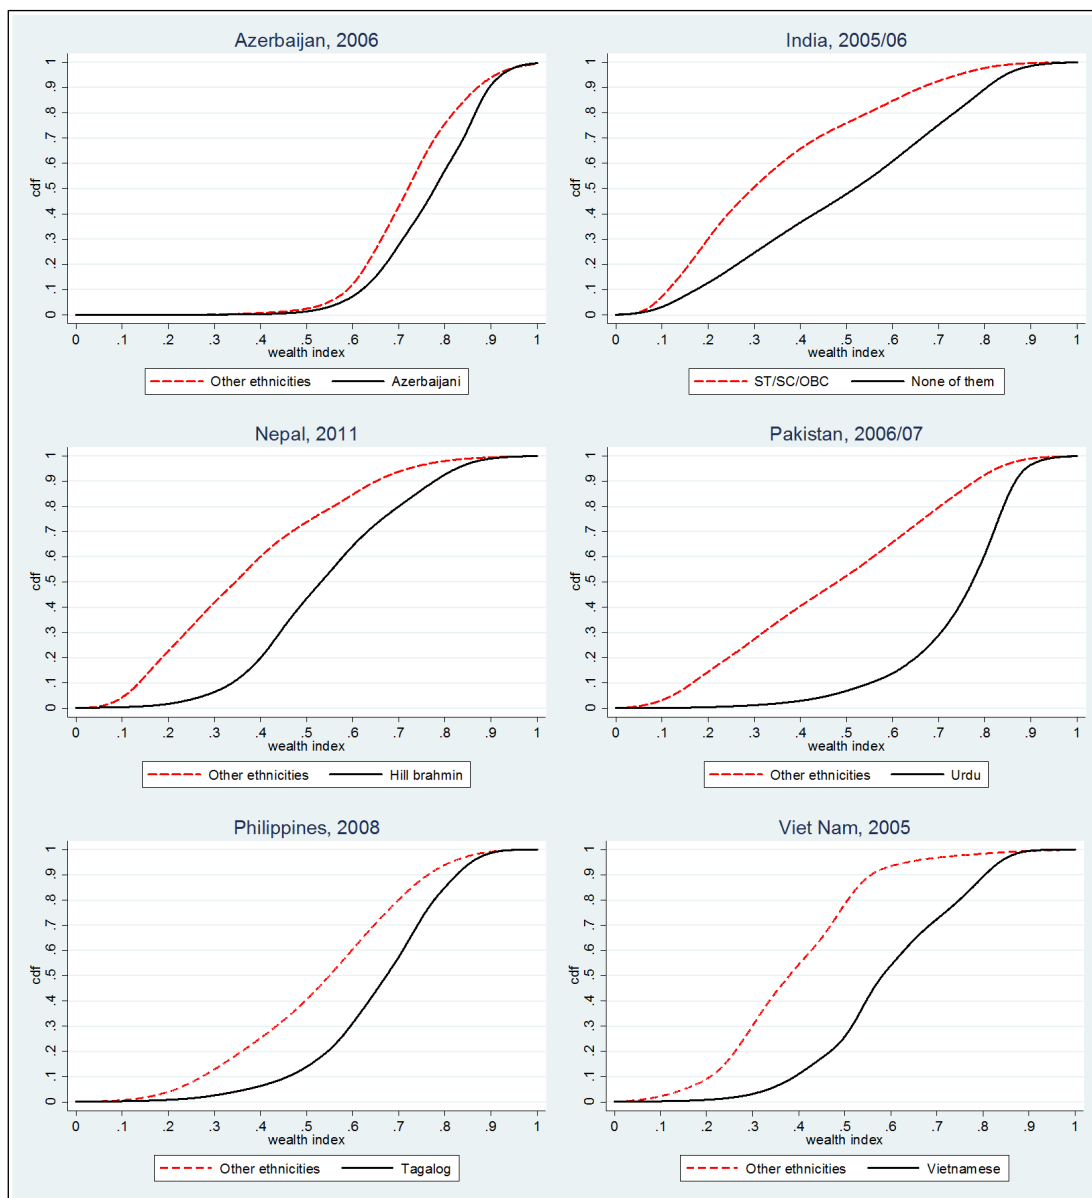 Azerbaijan, 2006
cdf
0 .1 .2 .3 .4 .5 .6 .7 .8 .9 1
0 .1 .2 .3 .4 .5 .6 .7 .8 .9 1
wealth index
Other ethnicities Azerbaijani
India, 2005/06
cdf
0 .1 .2 .3 .4 .5 .6 .7 .8 .9 1
0 .1 .2 .3 .4 .5 .6 .7 .8 .9 1
wealth index
ST/SC/OBC None of them
Nepal, 2011
cdf
0 .1 .2 .3 .4 .5 .6 .7 .8 .9 1
0 .1 .2 .3 .4 .5 .6 .7 .8 .9 1
wealth index
Other ethnicities Hill brahmin
Pakistan, 2006/07
cdf
0 .1 .2 .3 .4 .5 .6 .7 .8 .9 1
0 .1 .2 .3 .4 .5 .6 .7 .8 .9 1
wealth index
Other ethnicities Urdu
Philippines, 2008
cdf
0 .1 .2 .3 .4 .5 .6 .7 .8 .9 1
0 .1 .2 .3 .4 .5 .6 .7 .8 .9 1
wealth index
Other ethnicities Tagalog
Viet Nam, 2005
cdf
0 .1 .2 .3 .4 .5 .6 .7 .8 .9 1
0 .1 .2 .3 .4 .5 .6 .7 .8 .9 1
wealth index
Other ethnicities Vietnamese